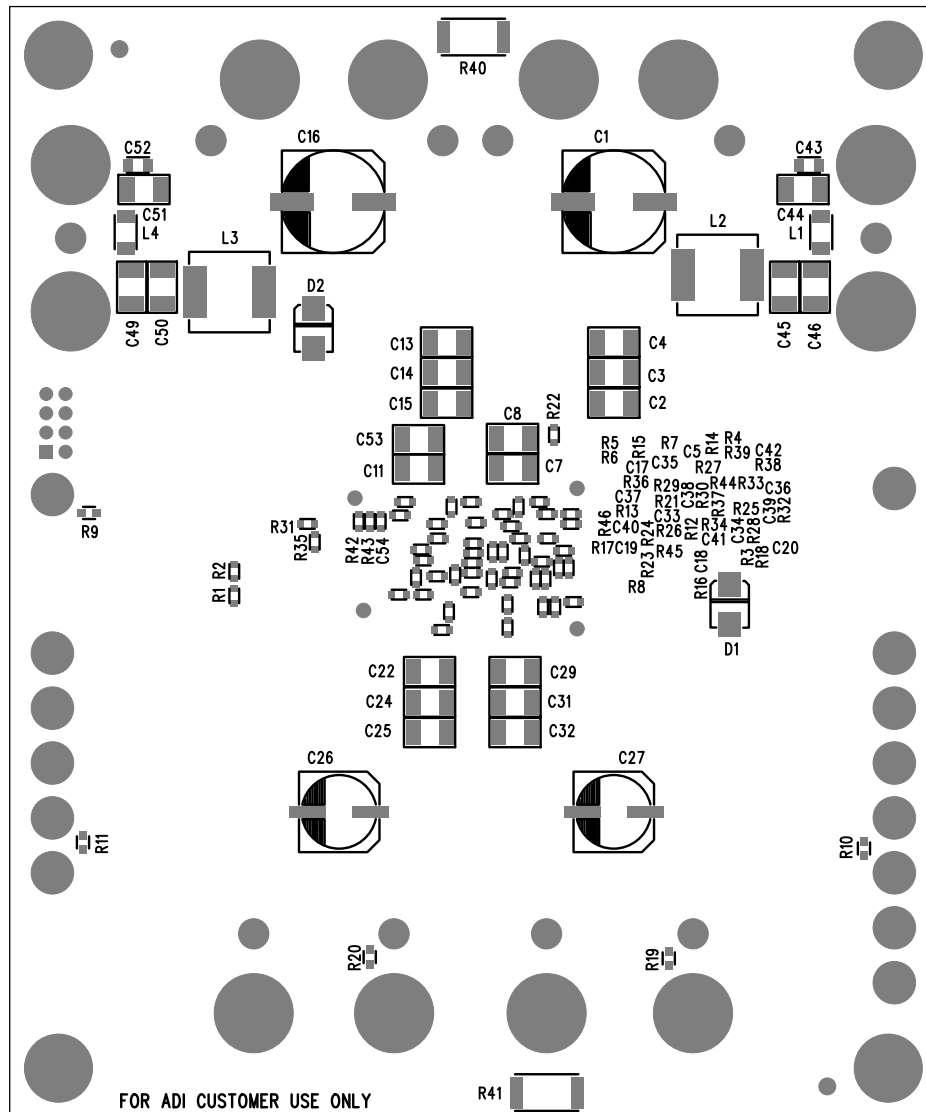 R40
C16 C1
C52 C43
C51 C44
L4 L3 L2 L1
D2
C49 C50 C45 C46
C13 C4
C14 C3
C15 C2
C8 R22
C53
C11 C7
R5 R15 R7 C5 R14 R4
R6 R39 C42
C17 C35 R27 R38
R36 R29 C38 R30 R44 R33 C36
C37 R21 R37 C39 R32
R13 R25
R9 R31 R46 C40 R24 C33 R12 R34 C34 R28
R35 R42 R43 C54 R26 C41
R17 C19 R23 R45 C18 R3 R18 C20
R2
R1 R8 R16
D1
C22 C29
C24 C31
C25 C32
C26 C27
R11 R10
R20 R19
R41
FOR ADI CUSTOMER USE ONLY